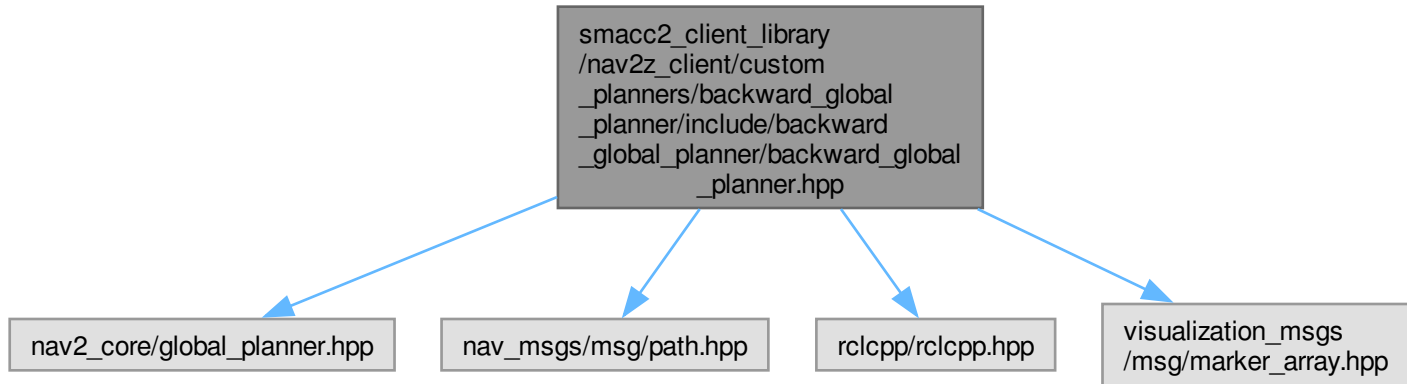 smacc2_client_library
/nav2z_client/custom
_planners/backward_global
_planner/include/backward
_global_planner/backward_global
_planner.hpp
nav2_core/global_planner.hpp
nav_msgs/msg/path.hpp
rclcpp/rclcpp.hpp
visualization_msgs
/msg/marker_array.hpp